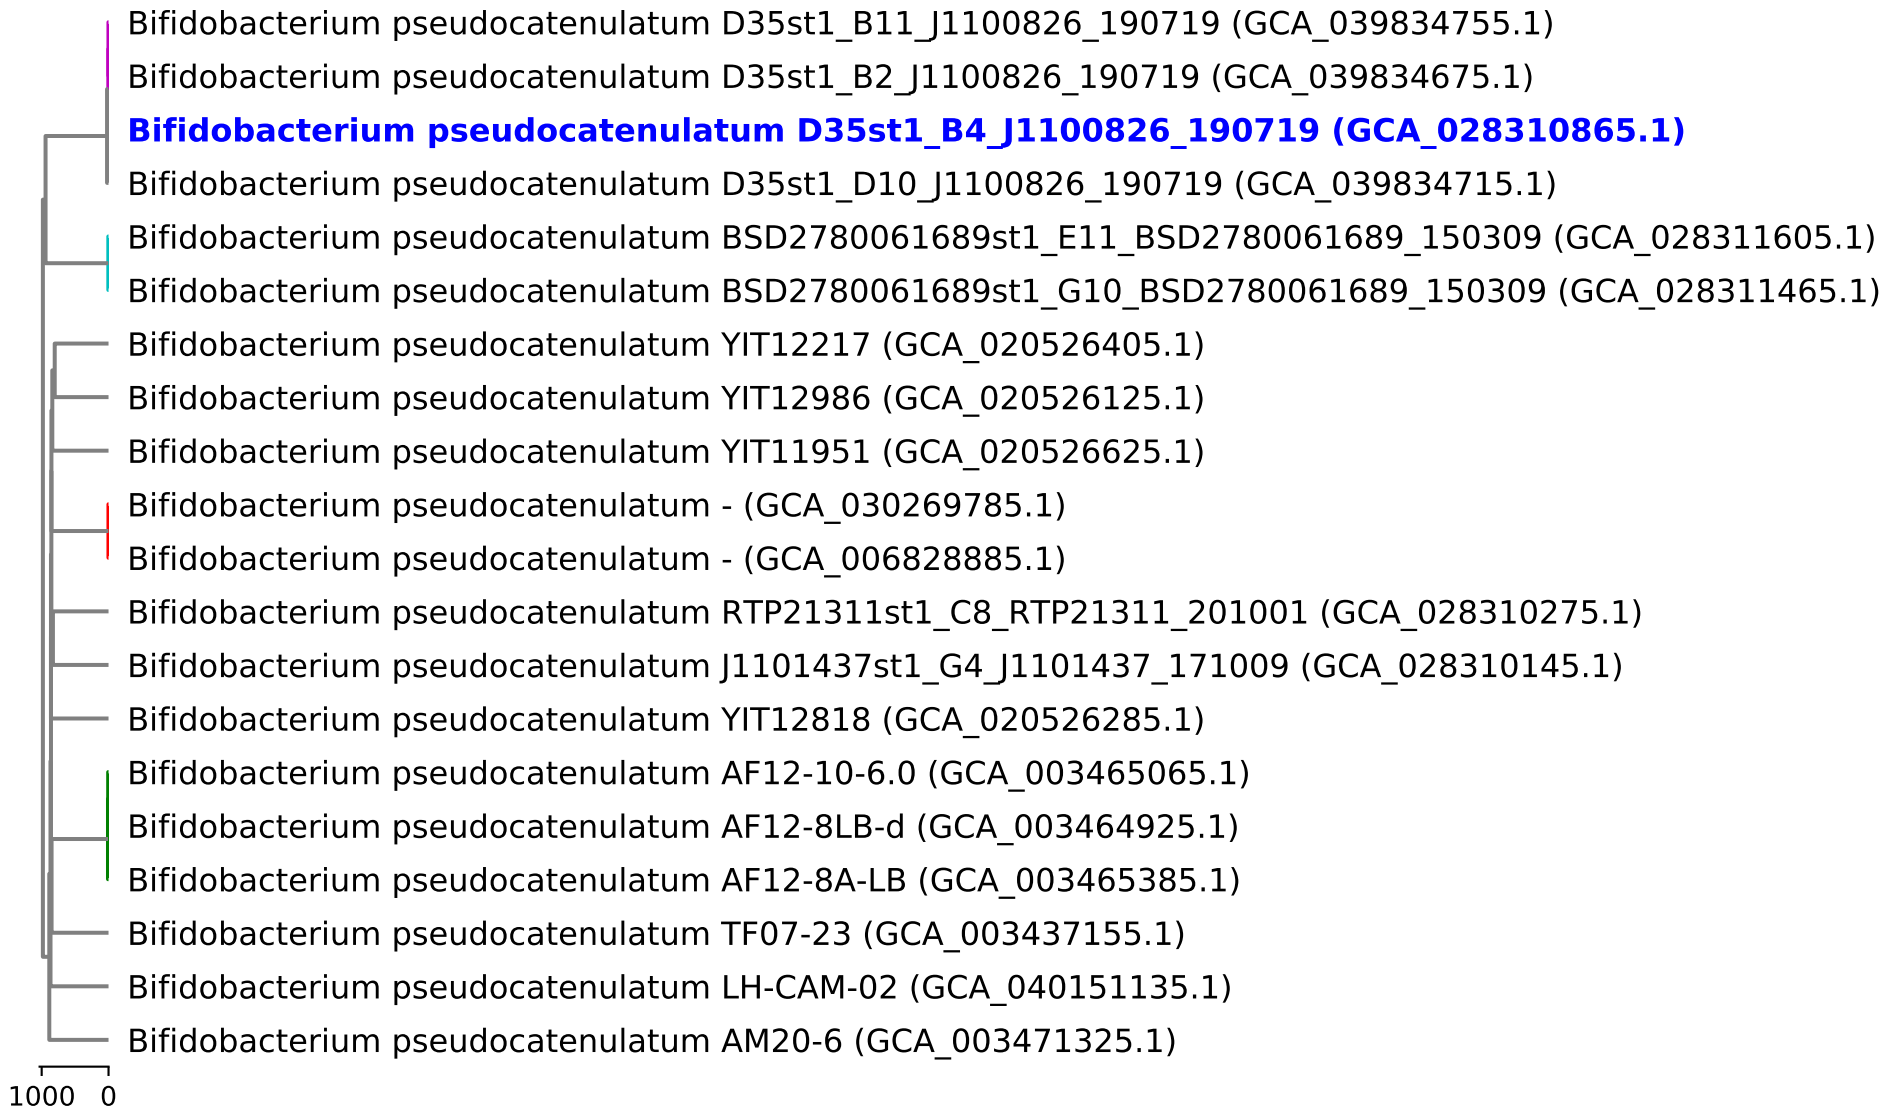 Bifidobacterium pseudocatenulatum D35st1_B11_J1100826_190719 (GCA_039834755.1)
Bifidobacterium pseudocatenulatum D35st1_B2_J1100826_190719 (GCA_039834675.1)
Bifidobacterium pseudocatenulatum D35st1_B4_J1100826_190719 (GCA_028310865.1)
Bifidobacterium pseudocatenulatum D35st1_D10_J1100826_190719 (GCA_039834715.1)
Bifidobacterium pseudocatenulatum BSD2780061689st1_E11_BSD2780061689_150309 (GCA_028311605.1)
Bifidobacterium pseudocatenulatum BSD2780061689st1_G10_BSD2780061689_150309 (GCA_028311465.1)
Bifidobacterium pseudocatenulatum YIT12217 (GCA_020526405.1)
Bifidobacterium pseudocatenulatum YIT12986 (GCA_020526125.1)
Bifidobacterium pseudocatenulatum YIT11951 (GCA_020526625.1)
Bifidobacterium pseudocatenulatum - (GCA_030269785.1)
Bifidobacterium pseudocatenulatum - (GCA_006828885.1)
Bifidobacterium pseudocatenulatum RTP21311st1_C8_RTP21311_201001 (GCA_028310275.1)
Bifidobacterium pseudocatenulatum J1101437st1_G4_J1101437_171009 (GCA_028310145.1)
Bifidobacterium pseudocatenulatum YIT12818 (GCA_020526285.1)
Bifidobacterium pseudocatenulatum AF12-10-6.0 (GCA_003465065.1)
Bifidobacterium pseudocatenulatum AF12-8LB-d (GCA_003464925.1)
Bifidobacterium pseudocatenulatum AF12-8A-LB (GCA_003465385.1)
Bifidobacterium pseudocatenulatum TF07-23 (GCA_003437155.1)
Bifidobacterium pseudocatenulatum LH-CAM-02 (GCA_040151135.1)
Bifidobacterium pseudocatenulatum AM20-6 (GCA_003471325.1)
1000 0